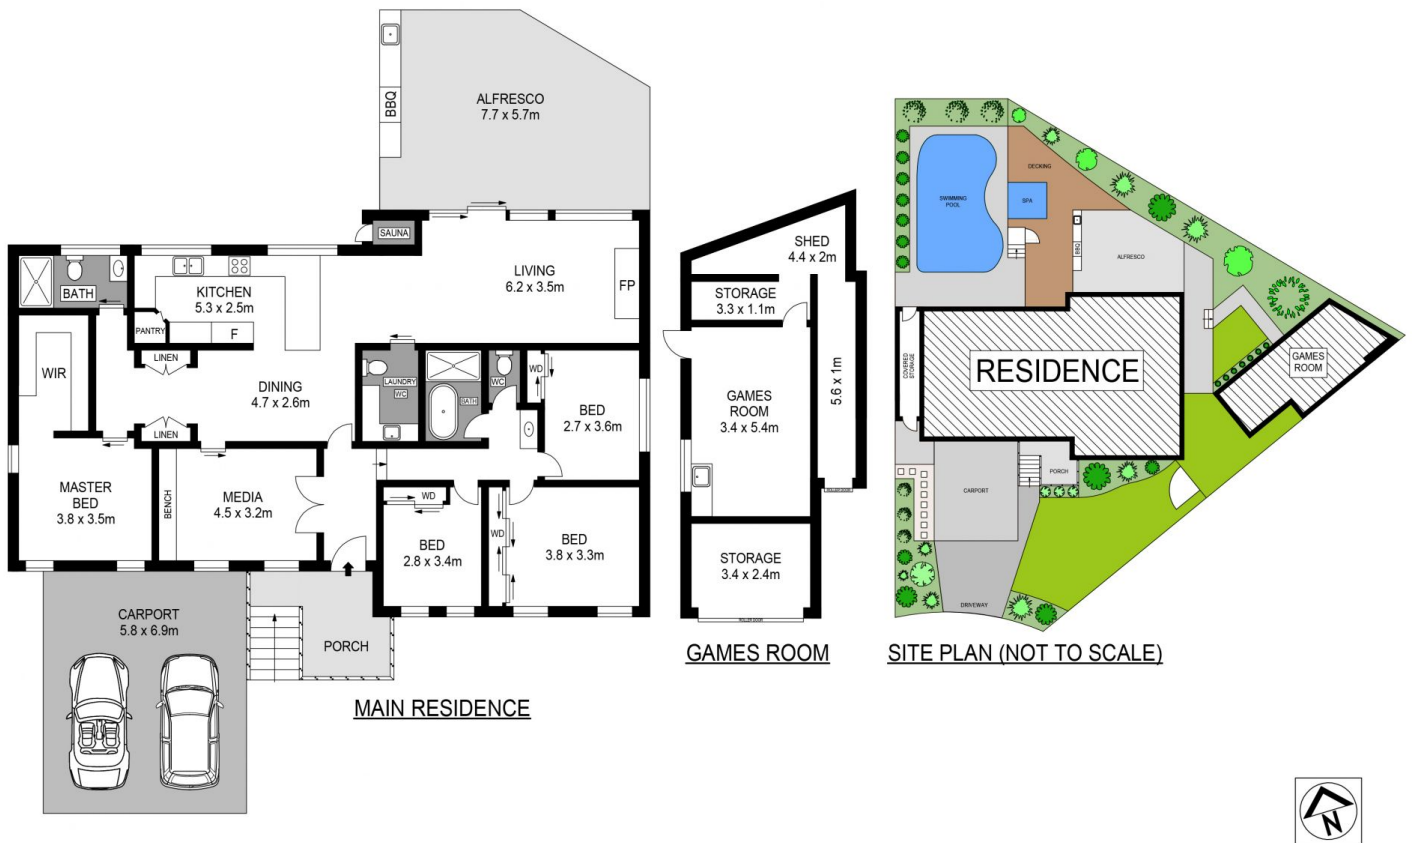 BBQ
ALFRESCO
7.7 x 5.7m
SAUNA
BATH
KITCHEN
5.3 x 2.5m
LIVING
6.2 x 3.5m
FP
PANTRY
F
LINEN
WIR
DINING
4.7 x 2.6m
LAUNDRY
WC
BATH
WC
WD
BED
2.7 x 3.6m
LINEN
MASTER
BED
3.8 x 3.5m
BENCH
MEDIA
4.5 x 3.2m
WD
BED
2.8 x 3.4m
WD
BED
3.8 x 3.3m
CARPORT
5.8 x 6.9m
PORCH
MAIN RESIDENCE
SHED
4.4 x 2m
STORAGE
3.3 x 1.1m
GAMES
ROOM
3.4 x 5.4m
5.6 x 1m
ROLLER DOOR
STORAGE
3.4 x 2.4m
ROLLER DOOR
GAMES ROOM
DECKING
SWIMMING
POOL
SPA
BBQ
ALFRESCO
COVERED
STORAGE
RESIDENCE
GAMES
ROOM
CARPORT
PORCH
DRIVEWAY
SITE PLAN (NOT TO SCALE)
N